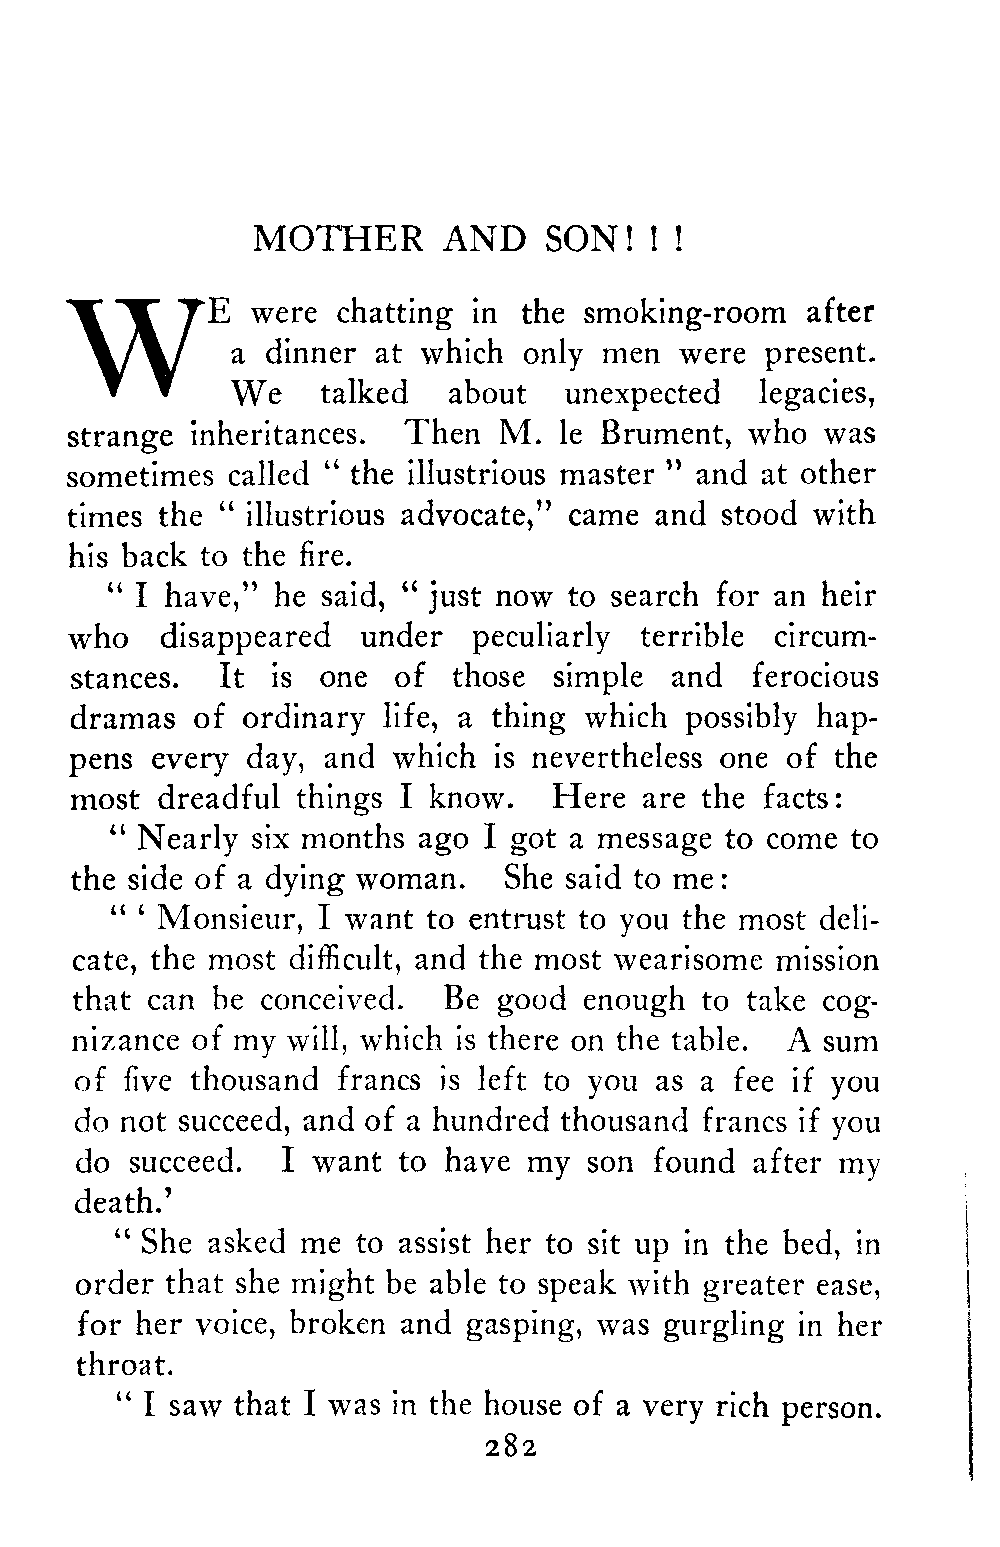 MOTHER AND SON! ! !
WE were chatting in the smoking-room after
a dinner at which only men were present.
We talked about unexpected legacies,
strange inheritances. Then M. le Brument, who was
sometimes called " the illustrious master " and at other
times the " illustrious advocate," came and stood with
his back to the fire.
" I have," he said, " just now to search for an heir
who disappeared under peculiarly terrible circum-
stances. It is one of those simple and ferocious
dramas of ordinary life, a thing which possibly hap-
pens every day, and which is nevertheless one of the
most dreadful things I know. Here are the facts:
" Nearly six months ago I got a message to come to
the side of a dying woman. She said to me:
" ' Monsieur, I want to entrust to you the most deli-
cate, the most difficult, and the most wearisome mission
that can be conceived. Be good enough to take cog-
nizance of my will, which is there on the table. A sum
of five thousand francs is left to you as a fee if you
do not succeed, and of a hundred thousand francs if you
do succeed. I want to have my son found after my
death.'
" She asked me to assist her to sit up in the bed, in
order that she might be able to speak with greater ease,
for her voice, broken and gasping, was gurgling in her
throat.
" I saw that I was in the house of a very rich person.
282